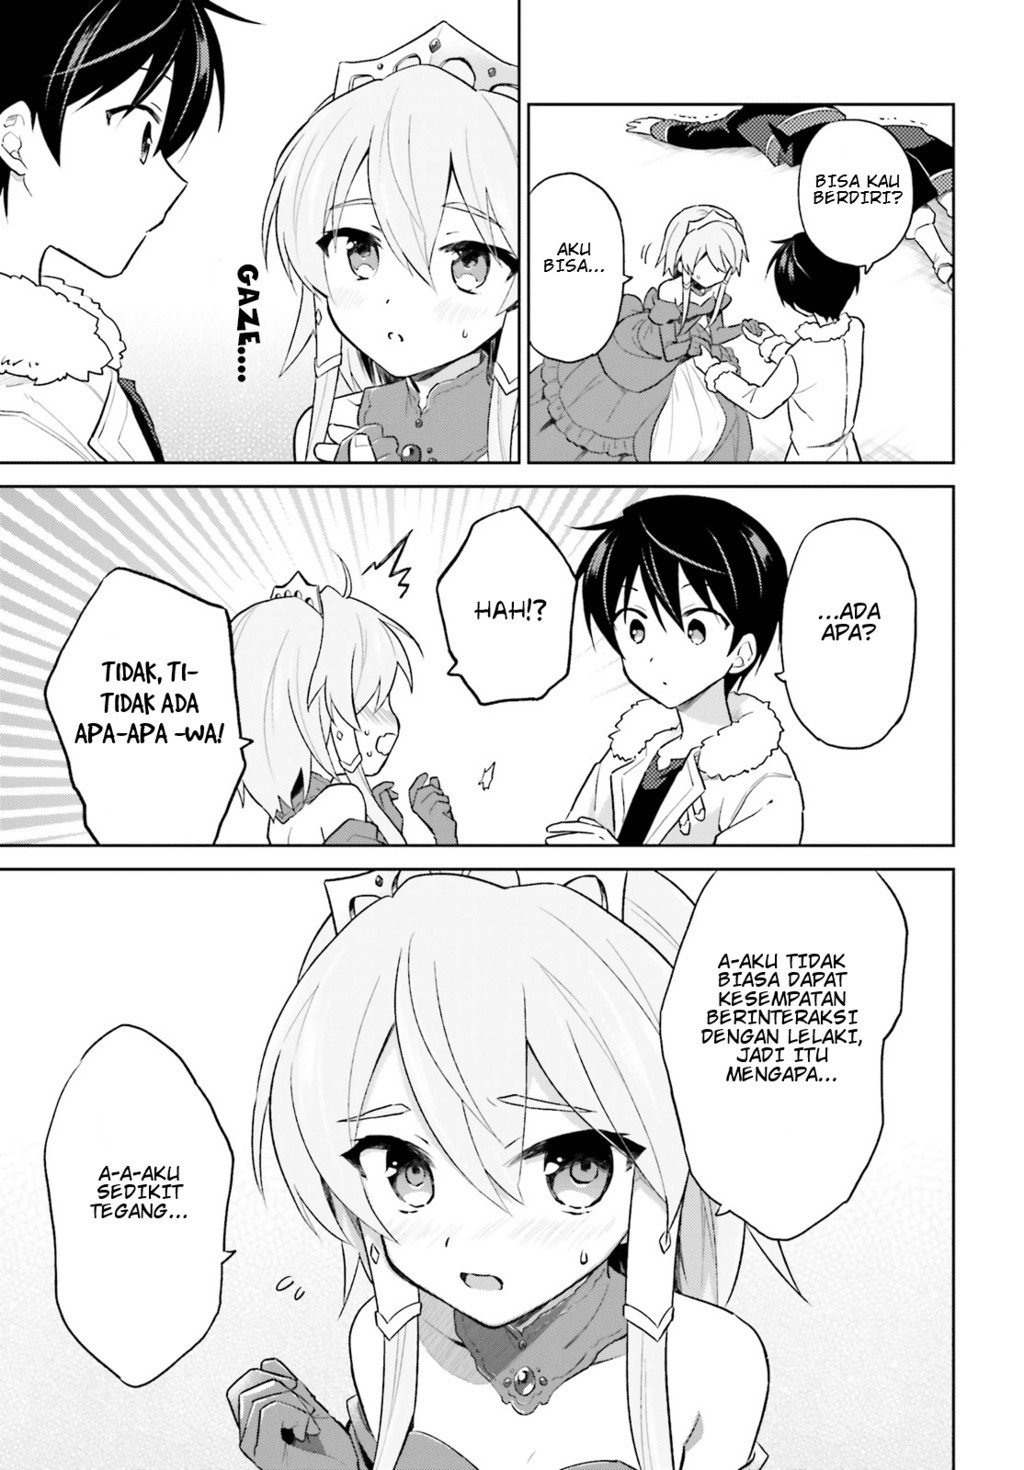 BISA KAU
BERDIRI?
AKU
BISA...
GAZE....
...ADA
APA?
HAH!?
TIDAK, TI-
TIDAK ADA
APA-APA -WA!
A-AKU TIDAK
BIASA DAPAT
KESEMPATAN
BERINTERAKSI
DENGAN LELAKI,
JADI ITU
MENGAPA...
A-A-AKU
SEDIKIT
TEGANG...